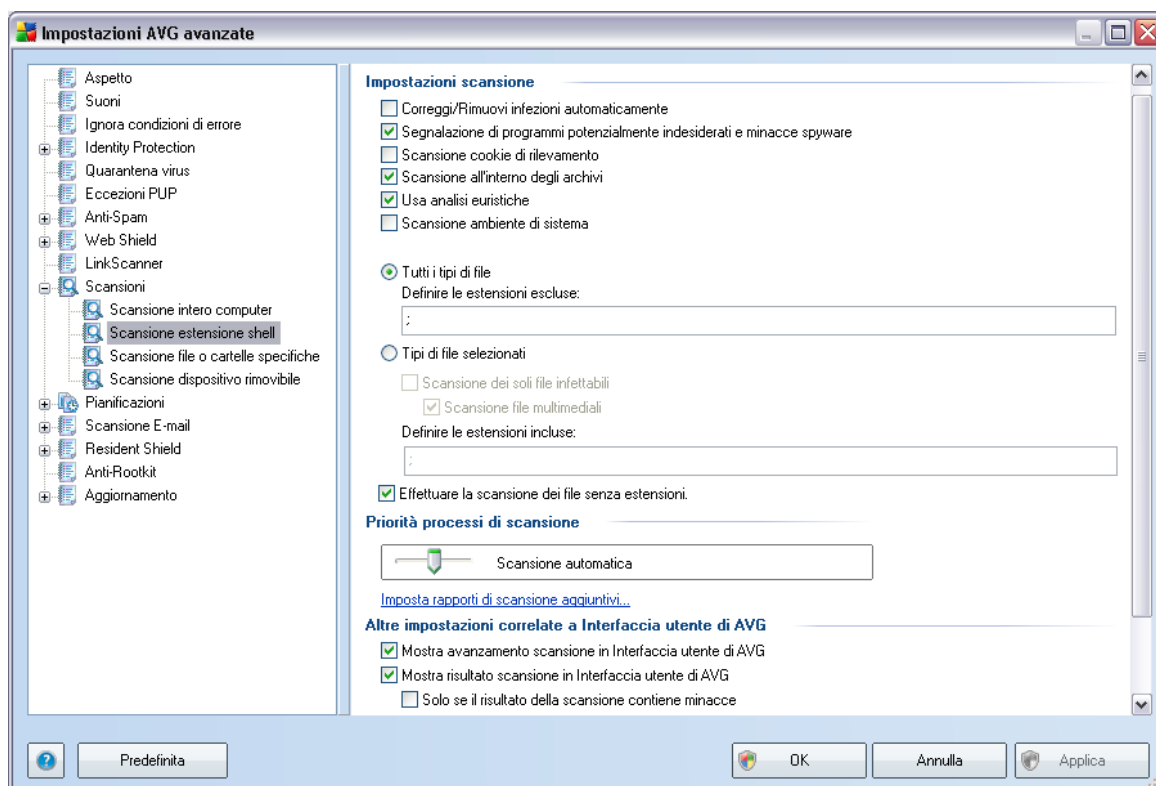 Impostazioni AVG avanzate
Aspetto
Suoni
Ignora condizioni di errore
Identity Protection
Quarantena virus
Eccezioni PUP
Anti-Spam
Web Shield
LinkScanner
Scansioni
Scansione intero computer
Scansione estensione shell
Scansione file o cartelle specifiche
Scansione dispositivo rimovibile
Pianificazioni
Scansione E-mail
Resident Shield
Anti-Rootkit
Aggiornamento
Impostazioni scansione
Correggi/Rimuovi infezioni automaticamente
Segnalazione di programmi potenzialmente indesiderati e minacce spyware
Scansione cookie di rilevamento
Scansione all'interno degli archivi
Usa analisi euristiche
Scansione ambiente di sistema
Tutti i tipi di file
Definire le estensioni escluse:
;
Tipi di file selezionati
Scansione dei soli file infettabili
Scansione file multimediali
Definire le estensioni incluse:
;
Effettuare la scansione dei file senza estensioni.
Priorità processi di scansione
Scansione automatica
Imposta rapporti di scansione aggiuntivi...
Altre impostazioni correlate a Interfaccia utente di AVG
Mostra avanzamento scansione in Interfaccia utente di AVG
Mostra risultato scansione in Interfaccia utente di AVG
Solo se il risultato della scansione contiene minacce
Predefinita
OK
Annulla
Applica